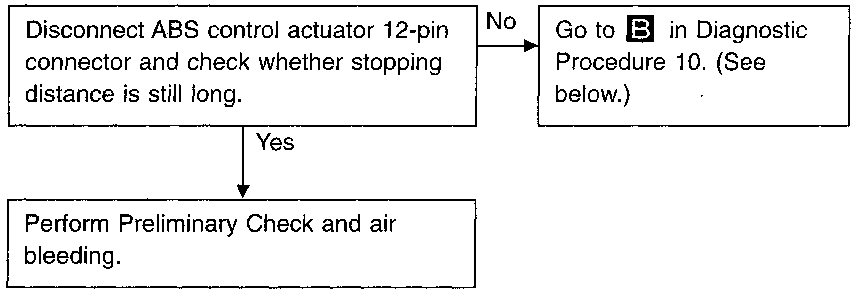 Disconnect ABS control actuator 12-pin
connector and check whether stopping
distance is still long.
No
Go to B in Diagnostic
Procedure 10. (See
below.)
Yes
Perform Preliminary Check and air
bleeding.